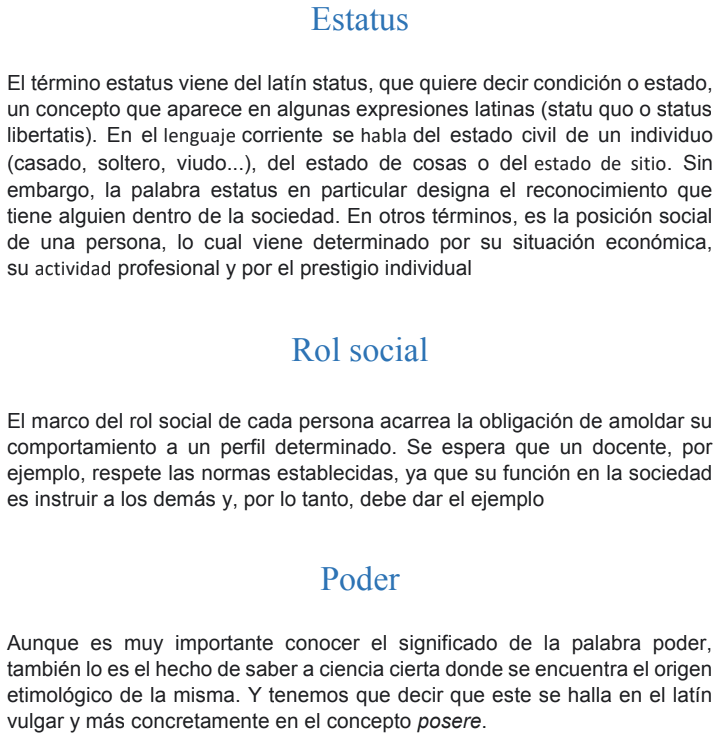 Estatus
El término estatus viene del latín status, que quiere decir condición o estado,
un concepto que aparece en algunas expresiones latinas (statu quo o status
libertatis). En el lenguaje corriente se habla del estado civil de un individuo
(casado, soltero, viudo...), del estado de cosas o del estado de sitio. Sin
embargo, la palabra estatus en particular designa el reconocimiento que
tiene alguien dentro de la sociedad. En otros términos, es la posición social
de una persona, lo cual viene determinado por su situación económica,
su actividad profesional y por el prestigio individual
Rol social
El marco del rol social de cada persona acarrea la obligación de amoldar su
comportamiento a un perfil determinado. Se espera que un docente, por
ejemplo, respete las normas establecidas, ya que su función en la sociedad
es instruir a los demás y, por lo tanto, debe dar el ejemplo
Poder
Aunque es muy importante conocer el significado de la palabra poder,
también lo es el hecho de saber a ciencia cierta donde se encuentra el origen
etimológico de la misma. Y tenemos que decir que este se halla en el latín
vulgar y más concretamente en el concepto posere.